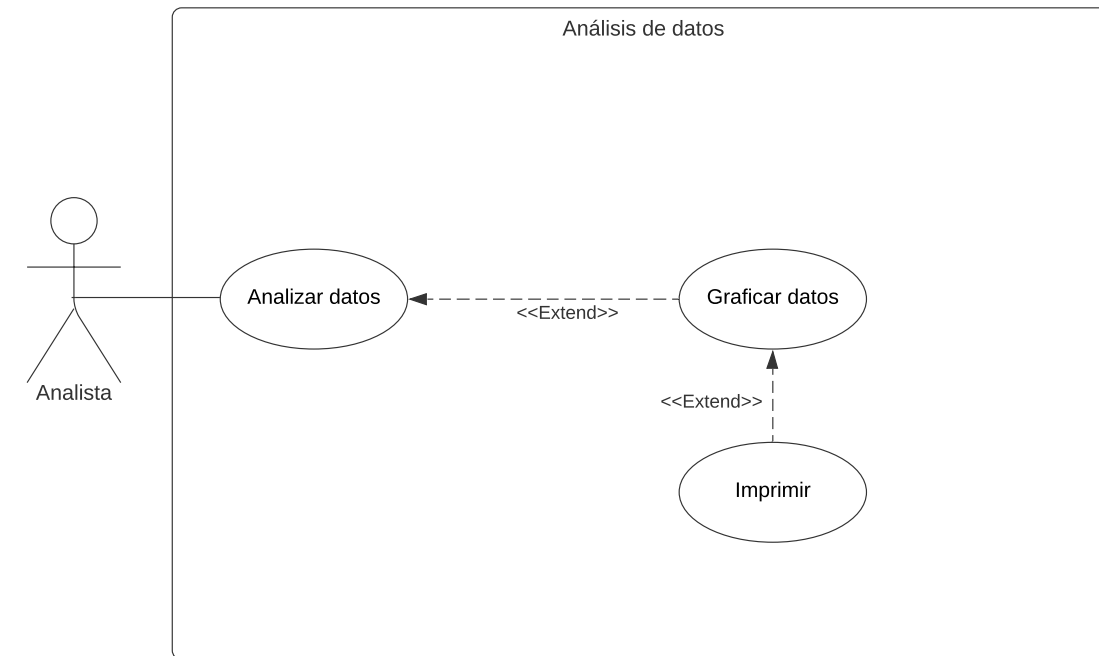 Análisis de datos
Analizar datos
Graficar datos
<<Extend>>
Analista
<<Extend>>
Imprimir